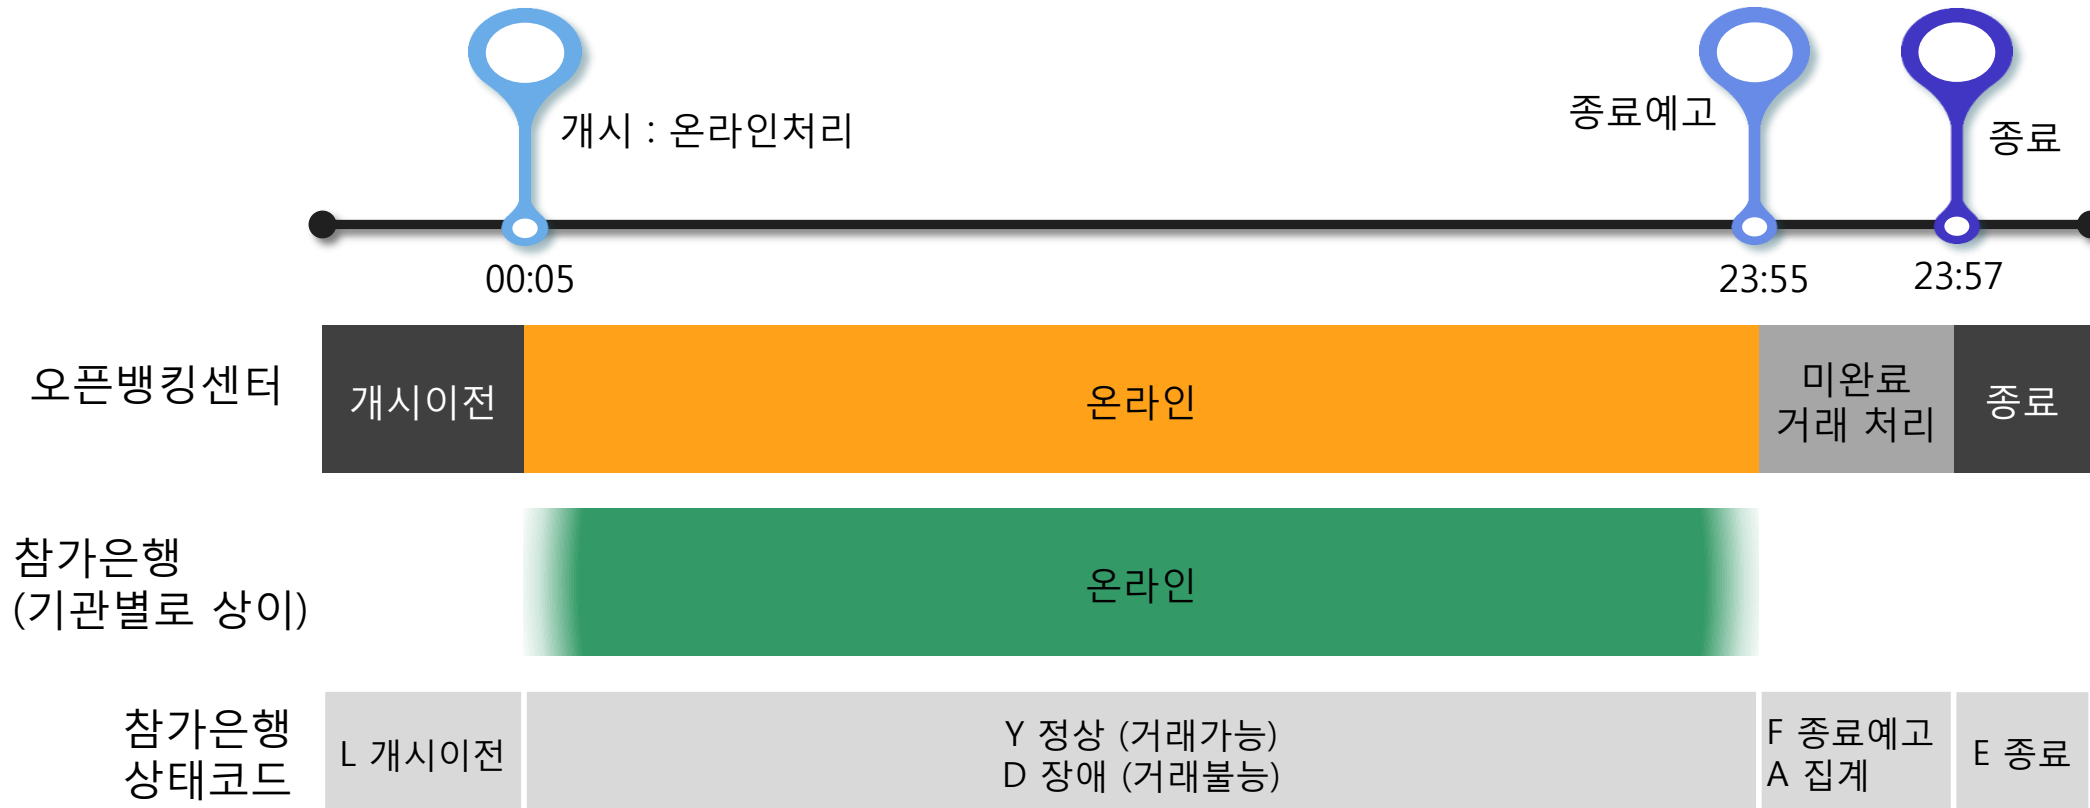 개시 : 온라인처리
종료예고
종료
00:05
23:55
23:57
오픈뱅킹센터
개시이전
온라인
미완료
거래 처리
종료
참가은행
(기관별로 상이)
온라인
참가은행
상태코드
L 개시이전
Y 정상 (거래가능)
D 장애 (거래불능)
F 종료예고
A 집계
E 종료